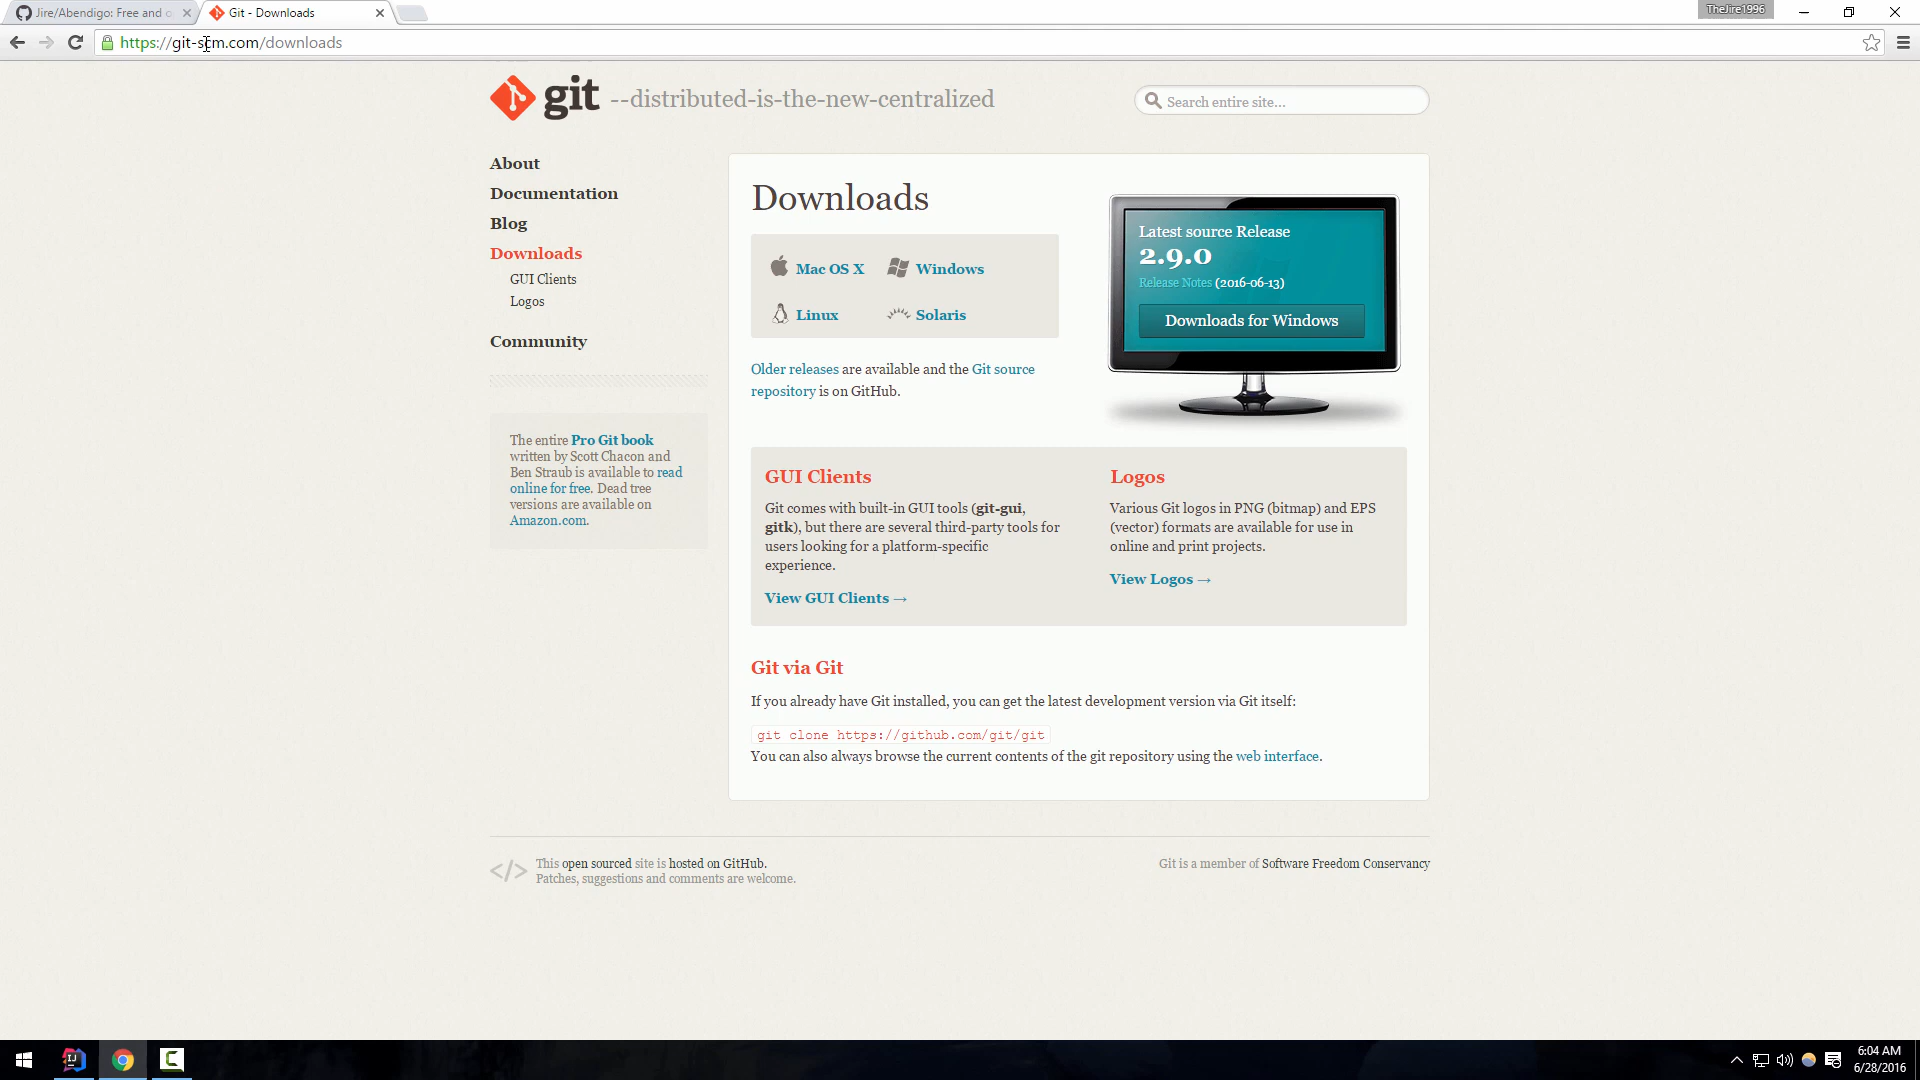 Jire/Abendigo: Free and o
Git - Downloads
TheJire1996
https://git-scm.com/downloads
git --distributed-is-the-new-centralized
Search entire site...
About
Documentation
Blog
Downloads
GUI Clients
Logos
Community
The entire Pro Git book
written by Scott Chacon and
Ben Straub is available to read
online for free. Dead tree
versions are available on
Amazon.com.
Downloads
Mac OS X
Windows
Linux
Solaris
Older releases are available and the Git source
repository is on GitHub.
Latest source Release
2.9.0
Release Notes (2016-06-13)
Downloads for Windows
GUI Clients
Git comes with built-in GUI tools (git-gui,
gitk), but there are several third-party tools for
users looking for a platform-specific
experience.
View GUI Clients →
Logos
Various Git logos in PNG (bitmap) and EPS
(vector) formats are available for use in
online and print projects.
View Logos →
Git via Git
If you already have Git installed, you can get the latest development version via Git itself:
git clone https://github.com/git/git
You can also always browse the current contents of the git repository using the web interface.
</> This open sourced site is hosted on GitHub.
Patches, suggestions and comments are welcome.
Git is a member of Software Freedom Conservancy
IJ
6:04 AM
6/28/2016